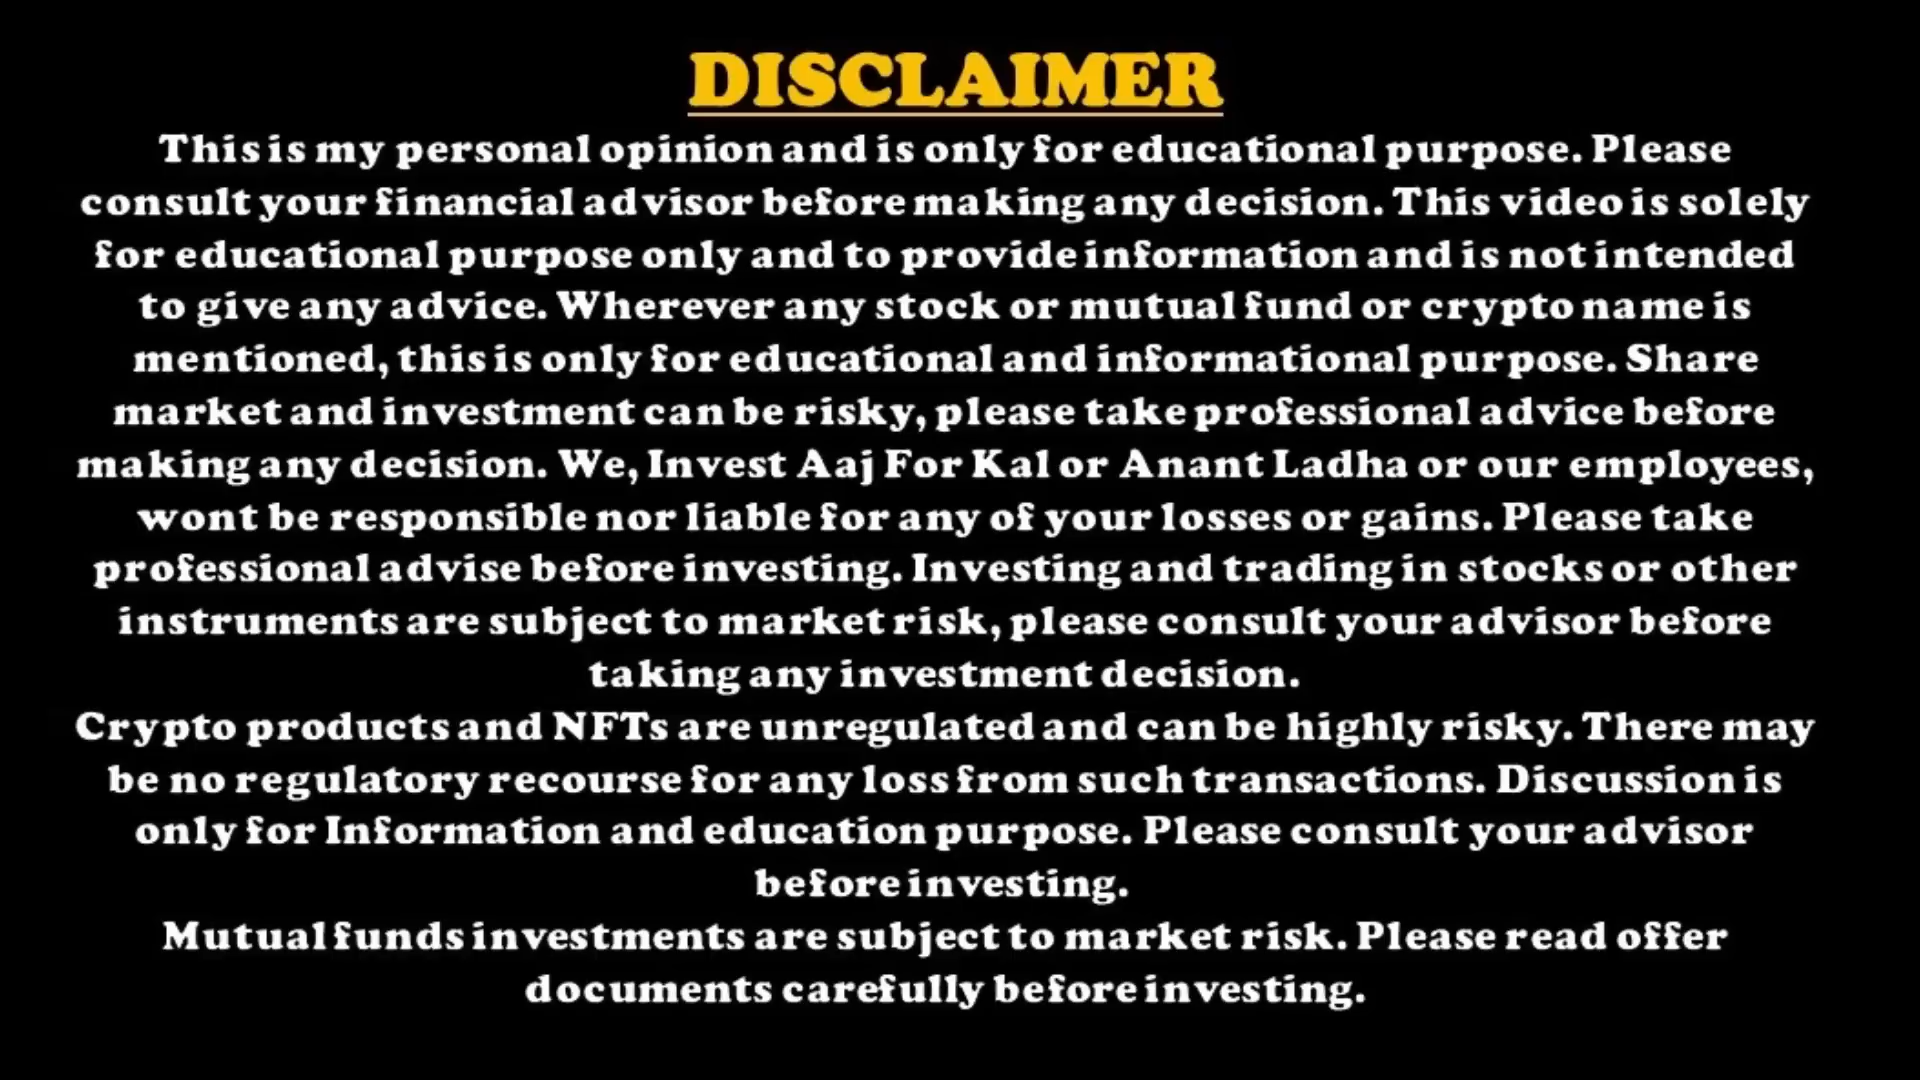 DISCLAIMER
This is my personal opinion and is only for educational purpose. Please
consult your financial advisor before making any decision. This video is solely
for educational purpose only and to provide information and is not intended
to give any advice. Wherever any stock or mutual fund or crypto name is
mentioned, this is only for educational and informational purpose. Share
market and investment can be risky, please take professional advice before
making any decision. We, Invest Aaj For Kal or Anant Ladha or our employees,
wont be responsible nor liable for any of your losses or gains. Please take
professional advise before investing. Investing and trading in stocks or other
instruments are subject to market risk, please consult your advisor before
taking any investment decision.
Crypto products and NFTs are unregulated and can be highly risky. There may
be no regulatory recourse for any loss from such transactions. Discussion is
only for Information and education purpose. Please consult your advisor
before investing.
Mutual funds investments are subject to market risk. Please read offer
documents carefully before investing.